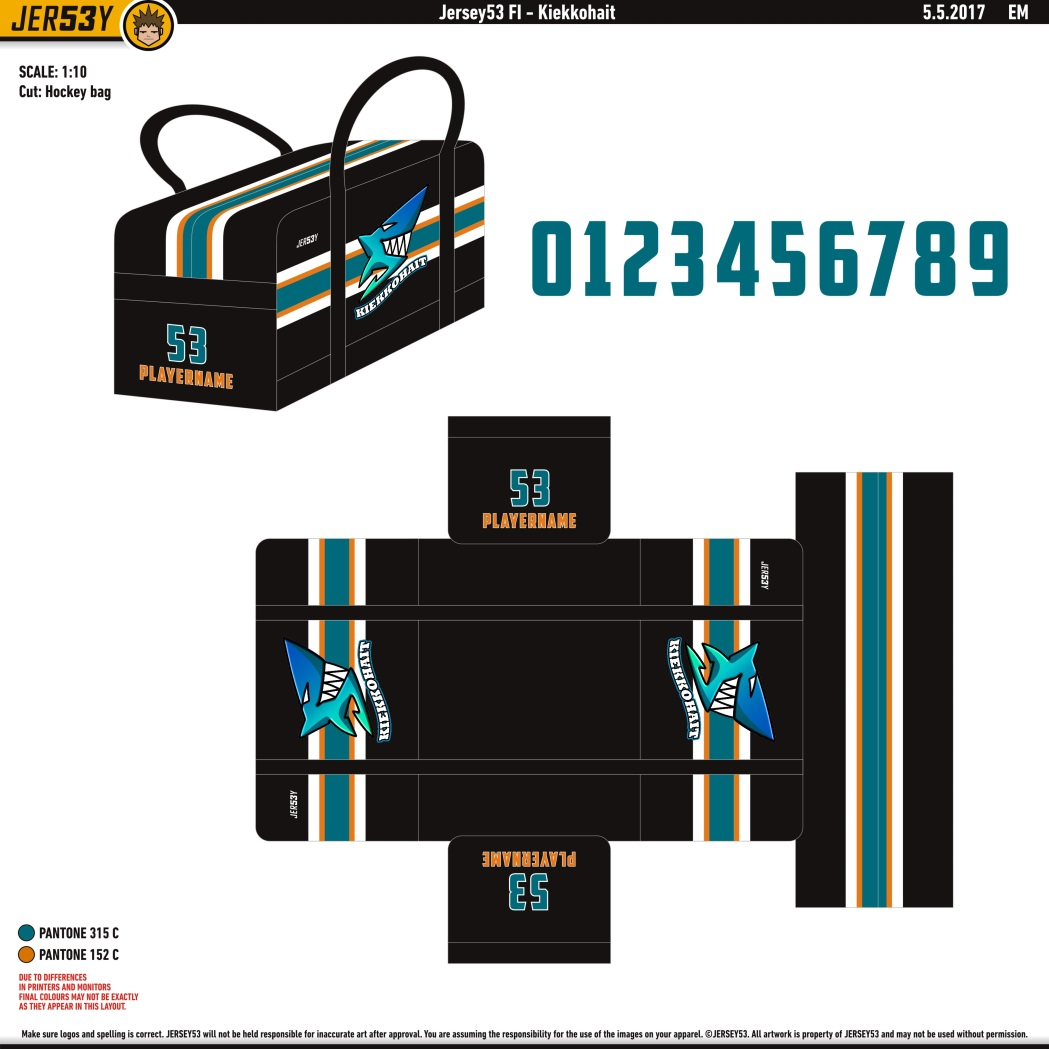 JER53Y
Jersey53 FI - Kiekkohait
5.5.2017 EM
SCALE: 1:10
Cut: Hockey bag
JER53Y
KIEKKOHAIT
53
PLAYERNAME
0123456789
53
PLAYERNAME
JER53Y
KIEKKOHAIT
KIEKKOHAIT
JER53Y
PLAYERNAME
53
PANTONE 315 C
PANTONE 152 C
DUE TO DIFFERENCES
IN PRINTERS AND MONITORS
FINAL COLOURS MAY NOT BE EXACTLY
AS THEY APPEAR IN THIS LAYOUT.
Make sure logos and spelling is correct. JERSEY53 will not be held responsible for inaccurate art after approval. You are assuming the responsibility for the use of the images on your apparel. ©JERSEY53. All artwork is property of JERSEY53 and may not be used without permission.